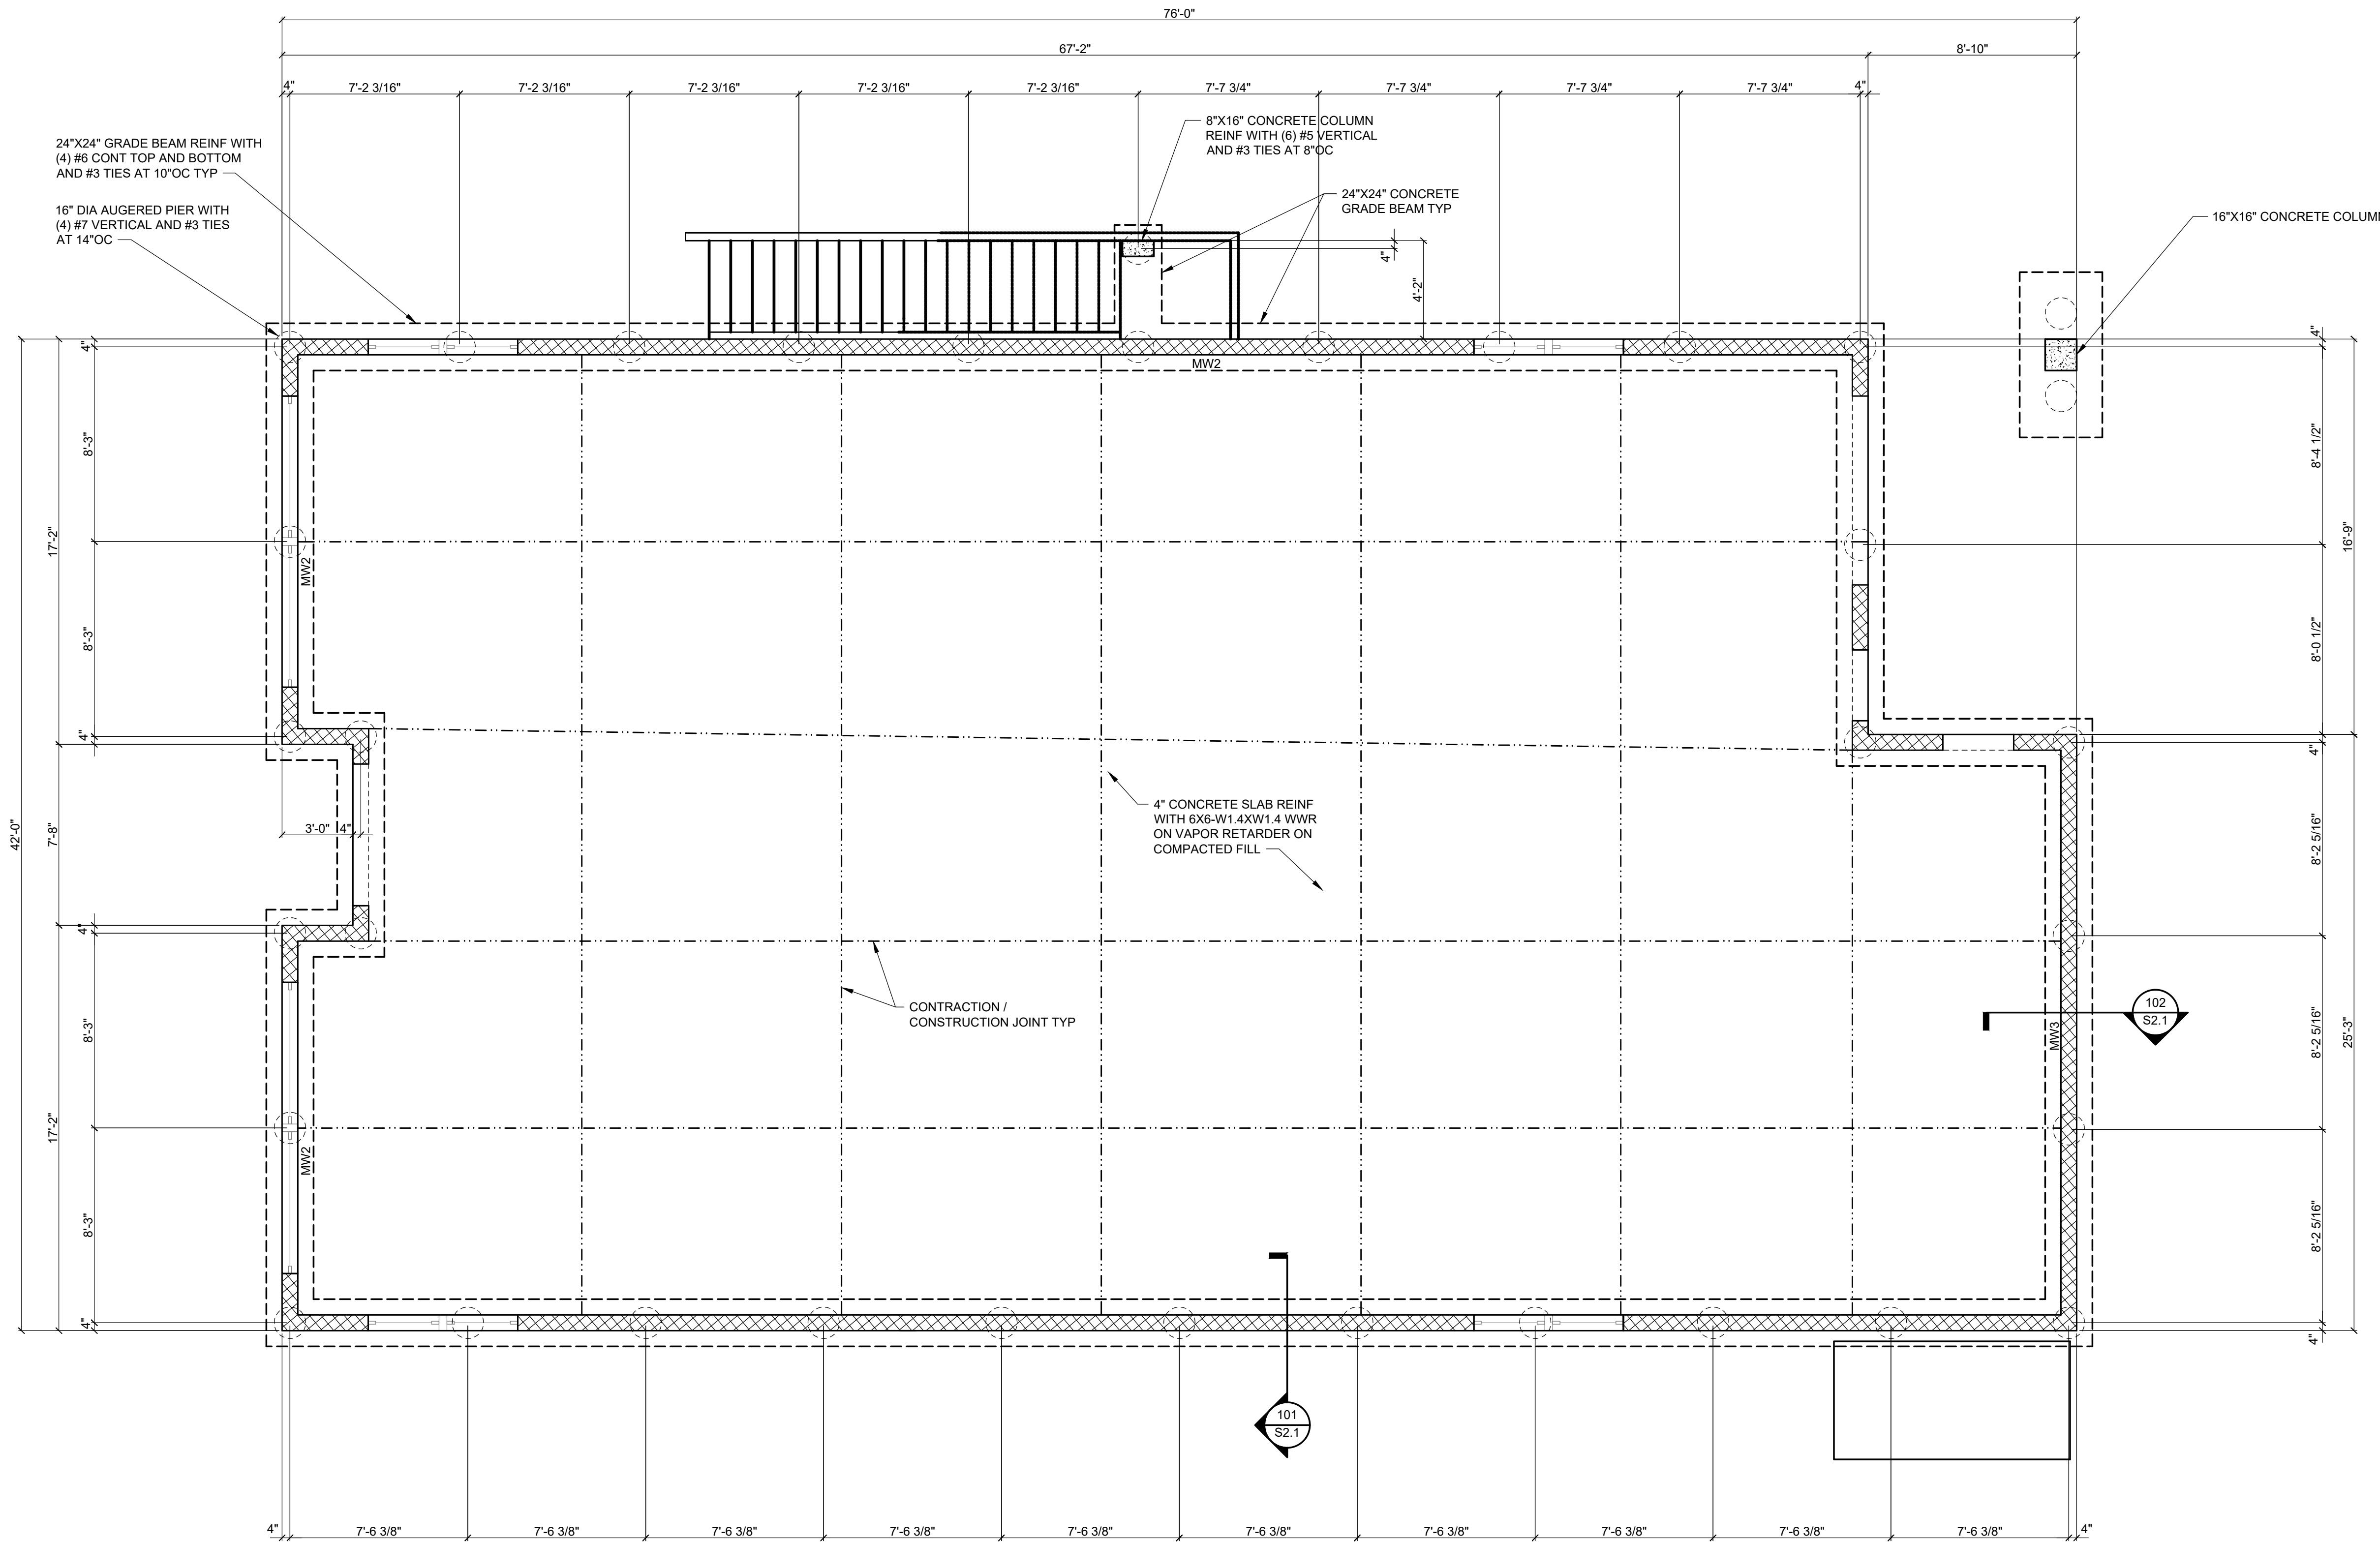 76'-0"
67'-2"
8'-10"
4"
7'-2 3/16"
7'-2 3/16"
7'-2 3/16"
7'-2 3/16"
7'-2 3/16"
7'-7 3/4"
7'-7 3/4"
7'-7 3/4"
7'-7 3/4"
4"
24"X24" GRADE BEAM REINF WITH
(4) #6 CONT TOP AND BOTTOM
AND #3 TIES AT 10"OC TYP
16" DIA AUGERED PIER WITH
(4) #7 VERTICAL AND #3 TIES
AT 14"OC
8"X16" CONCRETE COLUMN
REINF WITH (6) #5 VERTICAL
AND #3 TIES AT 8"OC
24"X24" CONCRETE
GRADE BEAM TYP
16"X16" CONCRETE COLUMN
4"
4'-2"
MW2
42'-0"
17'-2"
7'-8"
17'-2"
4"
8'-3"
8'-3"
4"
4"
8'-3"
8'-3"
4"
MW2
MW2
3'-0"
4"
4" CONCRETE SLAB REINF
WITH 6X6-W1.4XW1.4 WWR
ON VAPOR RETARDER ON
COMPACTED FILL
CONTRACTION /
CONSTRUCTION JOINT TYP
MW3
102
S2.1
101
S2.1
4"
8'-4 1/2"
8'-0 1/2"
4"
8'-2 5/16"
8'-2 5/16"
8'-2 5/16"
4"
16'-9"
25'-3"
4"
7'-6 3/8"
7'-6 3/8"
7'-6 3/8"
7'-6 3/8"
7'-6 3/8"
7'-6 3/8"
7'-6 3/8"
7'-6 3/8"
7'-6 3/8"
7'-6 3/8"
4"